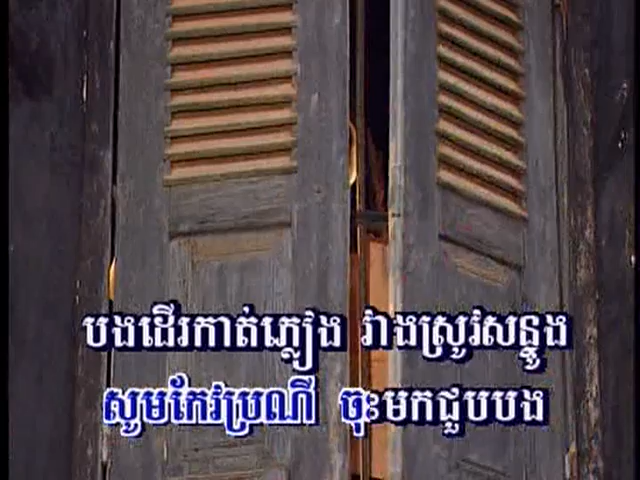 បងដើរកាត់ភ្លៀង វាងស្រូវសន្ទូង
សូមកែវប្រណី ចុះមកជួបបង